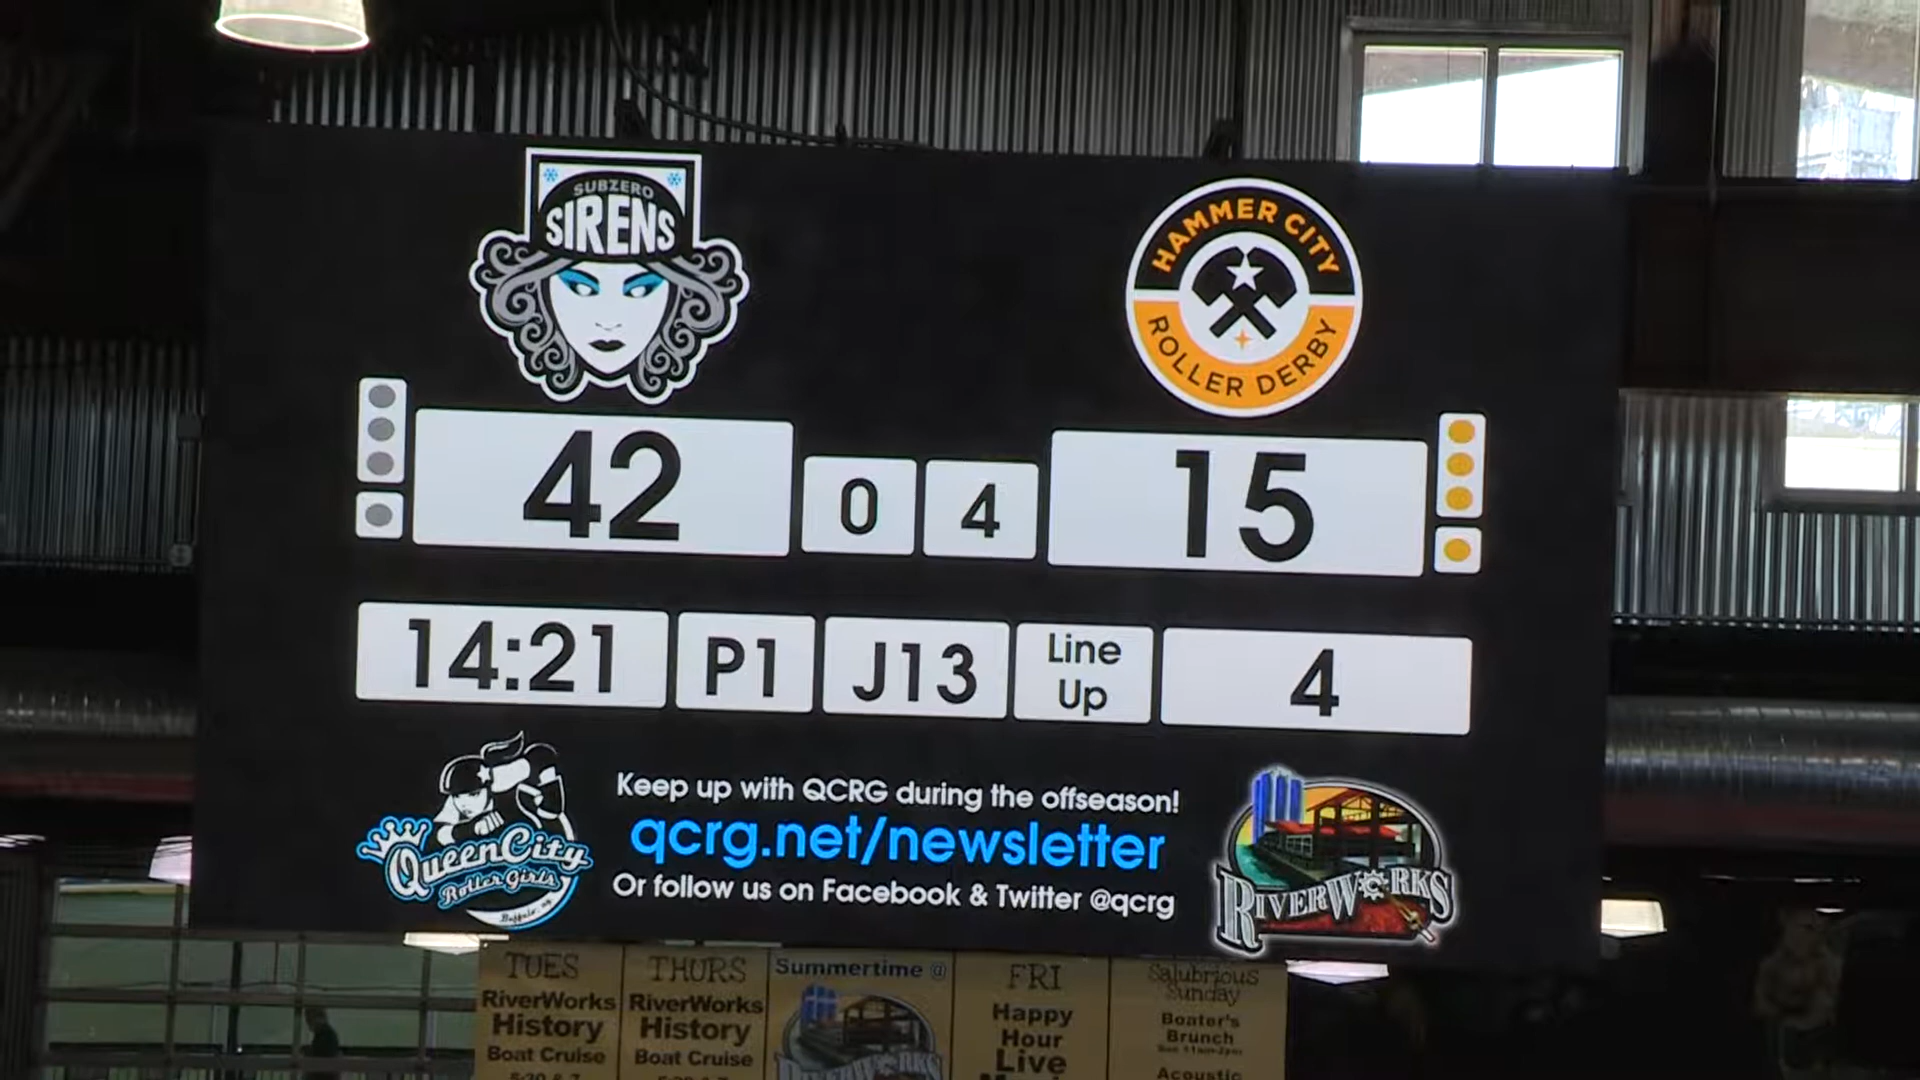 SUBZERO
SIRENS
HAMMER CITY
ROLLER DERBY
42
0
4
15
14:21
P1
J13
Line
Up
4
Keep up with QCRG during the offseason!
qcrg.net/newsletter
Or follow us on Facebook & Twitter @qcrg
Queen City
Roller Girls
RIVERWORKS
TUES
RiverWorks
History
Boat Cruise
THURS
RiverWorks
History
Boat Cruise
Summertime @
RIVERWORKS
FRI
Happy
Hour
Live
Salubrious
Sunday
Boater's
Brunch
Acoustic